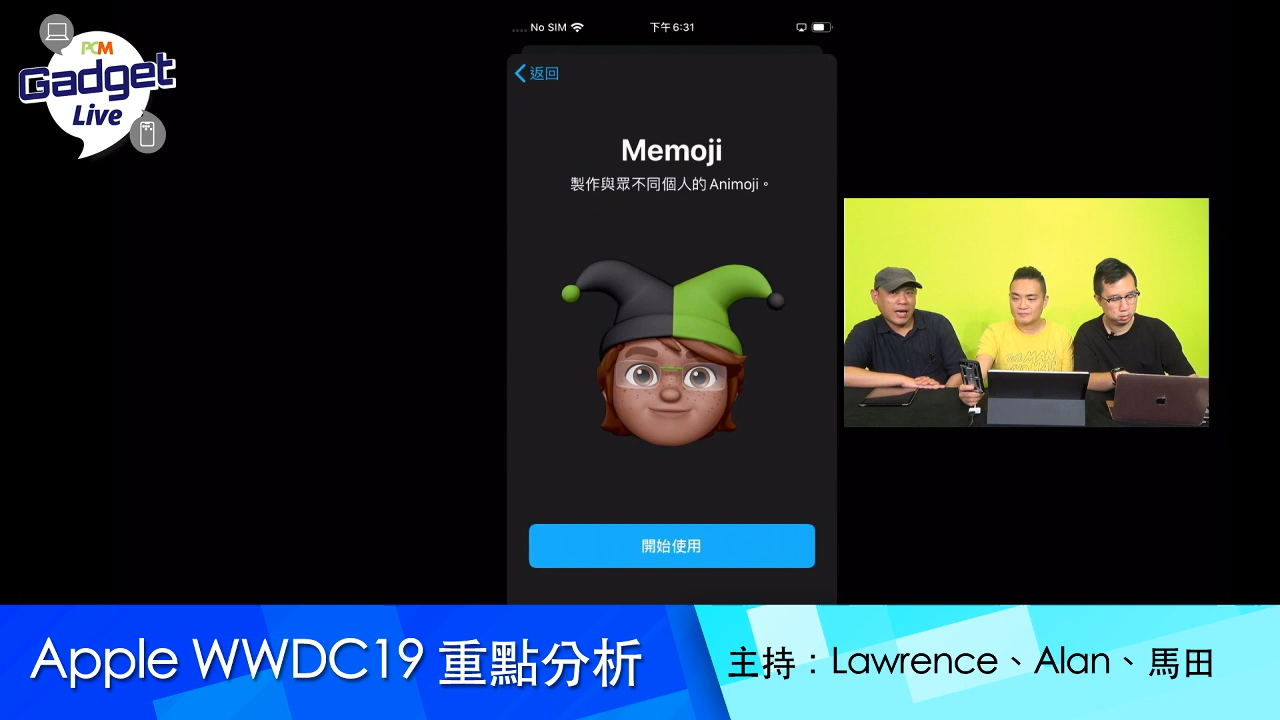 PCM
Gadget
Live
No SIM
下午6:31
返回
Memoji
製作與眾不同個人的 Animoji。
開始使用
Apple WWDC19 重點分析
主持：Lawrence、Alan、馬田